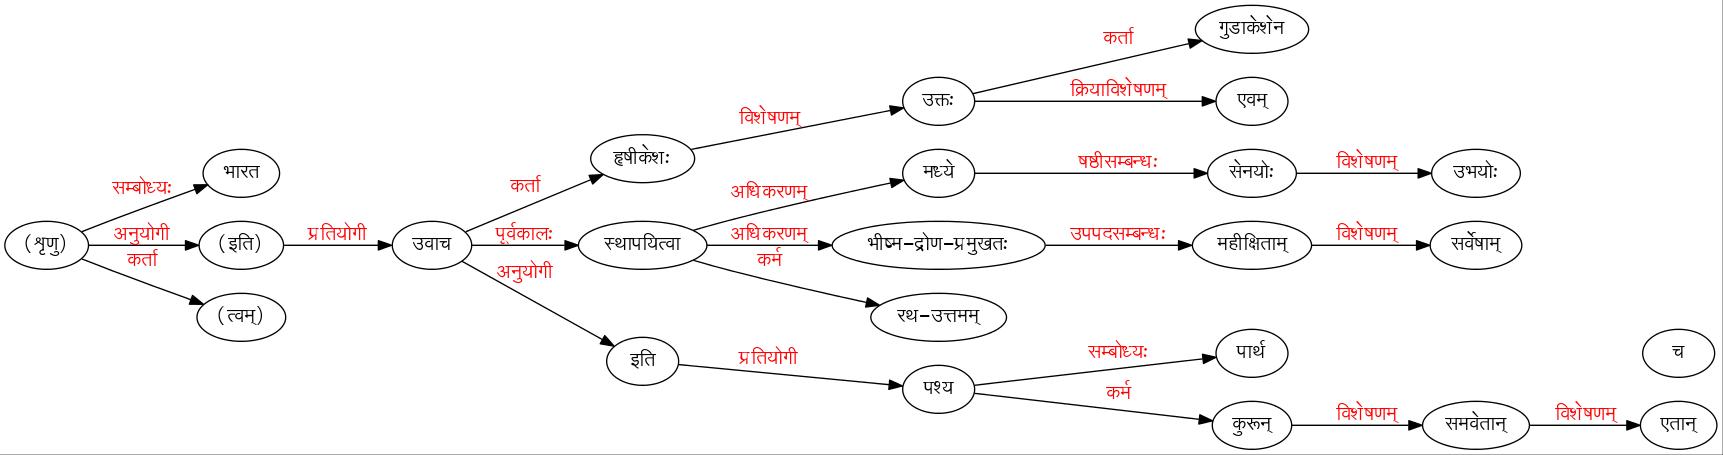 गुडाकेशेन
कर्ता
क्रियाविशेषणम्
उक्तः
एवम्
विशेषणम्
हृषीकेशः
मध्ये
षष्ठीसम्बन्धः
सेनयोः
विशेषणम्
उभयोः
भारत
सम्बोध्यः
कर्ता
अधिकरणम्
(शृणु)
अनुयोगी
(इति)
प्रतियोगी
उवाच
पूर्वकालः
स्थापयित्वा
अधिकरणम्
भीष्म-द्रोण-प्रमुखतः
उपपदसम्बन्धः
महीक्षिताम्
विशेषणम्
सर्वेषाम्
कर्ता
अनुयोगी
कर्म
(त्वम्)
रथ-उत्तमम्
इति
प्रतियोगी
पश्य
सम्बोध्यः
पार्थ
च
कर्म
कुरून्
विशेषणम्
समवेतान्
विशेषणम्
एतान्